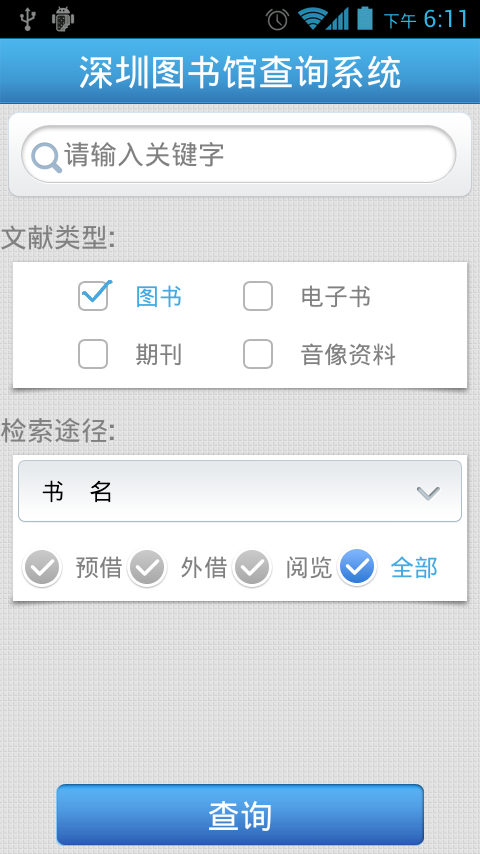 下午 6:11
深圳图书馆查询系统
请输入关键字
文献类型:
图书 电子书
期刊 音像资料
检索途径:
书 名
预借 外借 阅览 全部
查询